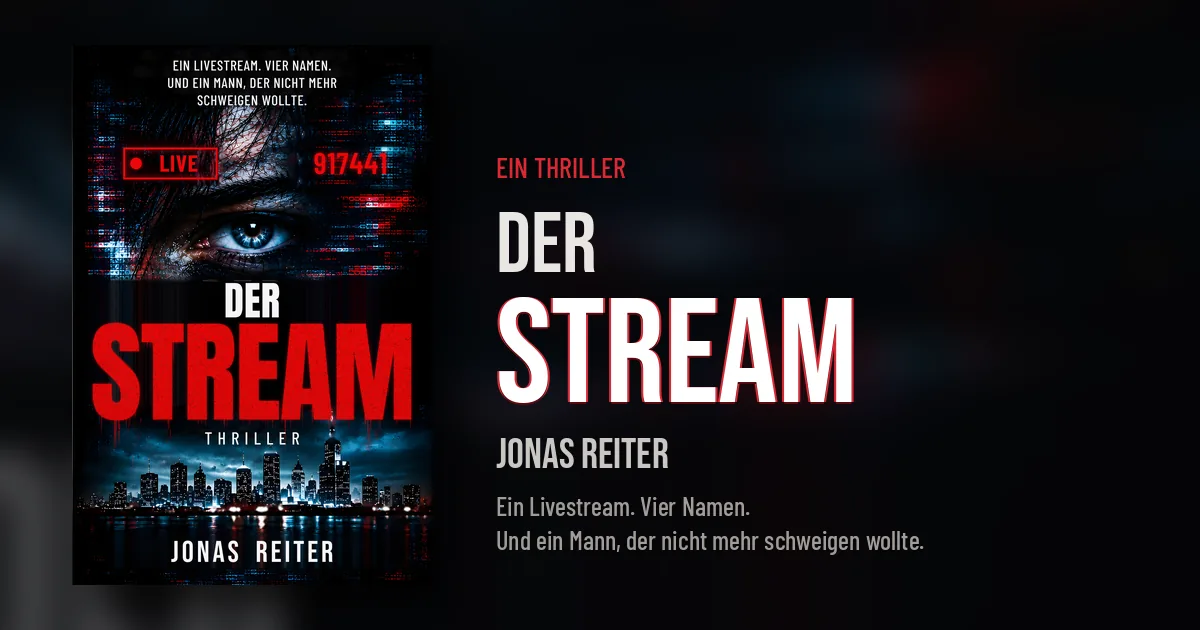 EIN LIVESTREAM. VIER NAMEN.
UND EIN MANN, DER NICHT MEHR
SCHWEIGEN WOLLTE.
LIVE
917441
DER
STREAM
THRILLER
JONAS REITER
EIN THRILLER
DER
STREAM
JONAS REITER
Ein Livestream. Vier Namen.
Und ein Mann, der nicht mehr schweigen wollte.